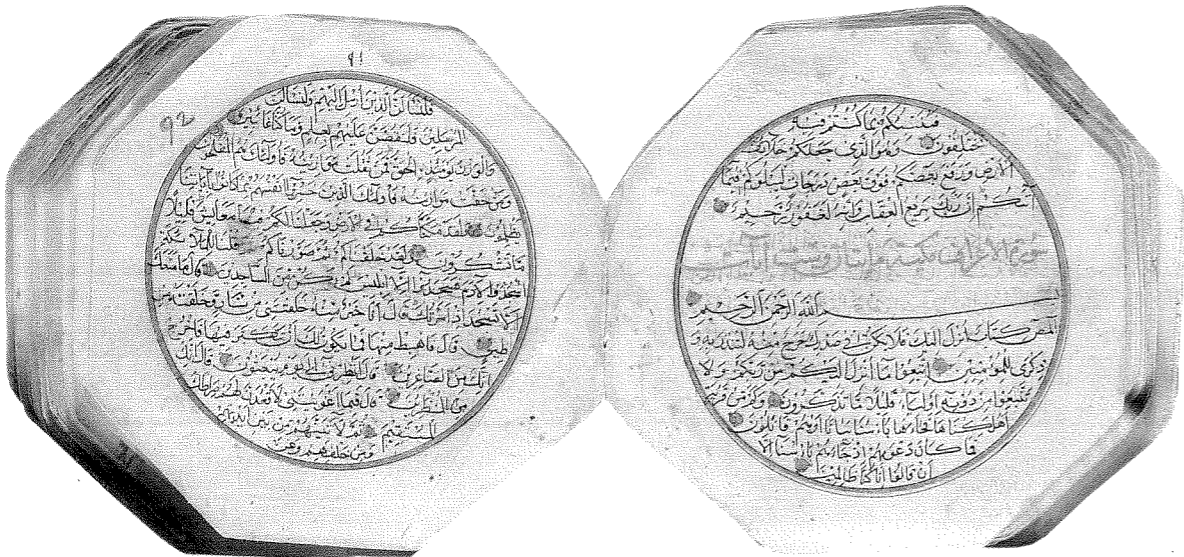 فينبئكم بما كنتم فيه
تختلفون وهو الذي جعلكم خلائف
الارض ورفع بعضكم فوق بعض درجات ليبلوكم فيما
آتيكم ان ربك سريع العقاب وانه لغفور رحيم
سورة الاعراف مكية مايتان وست آيات
بسم الله الرحمن الرحيم
المص كتاب انزل اليك فلا يكن في صدرك حرج منه لتنذر به و
ذكرى للمؤمنين اتبعوا ما انزل اليكم من ربكم ولا
تتبعوا من دونه اولياء قليلا ما تذكرون وكم من قرية
اهلكناها فجاءها بأسنا بياتا او هم قائلون
فما كان دعويهم اذ جاءهم بأسنا الا
ان قالوا انا كنا ظالمين
٩١
92
فلنسئلن الذين ارسل اليهم ولنسئلن
المرسلين فلنقصن عليهم بعلم وما كنا غائبين
والوزن يومئذ الحق فمن ثقلت موازينه فاولئك هم المفلحون
ومن خفت موازينه فاولئك الذين خسروا انفسهم بما كانوا بآياتنا
يظلمون ولقد مكناكم في الارض وجعلنا لكم فيها معايش قليلا
ما تشكرون ولقد خلقناكم ثم صورناكم ثم قلنا للملائكة
اسجدوا لآدم فسجدوا الا ابليس لم يكن من الساجدين قال ما منعك
الا تسجد اذ امرتك قال انا خير منه خلقتني من نار وخلقته من
طين قال فاهبط منها فما يكون لك ان تتكبر فيها فاخرج
انك من الصاغرين قال انظرني الى يوم يبعثون قال انك
من المنظرين قال فبما اغويتني لاقعدن لهم صراطك
المستقيم ثم لآتينهم من بين ايديهم
ومن خلفهم وعن